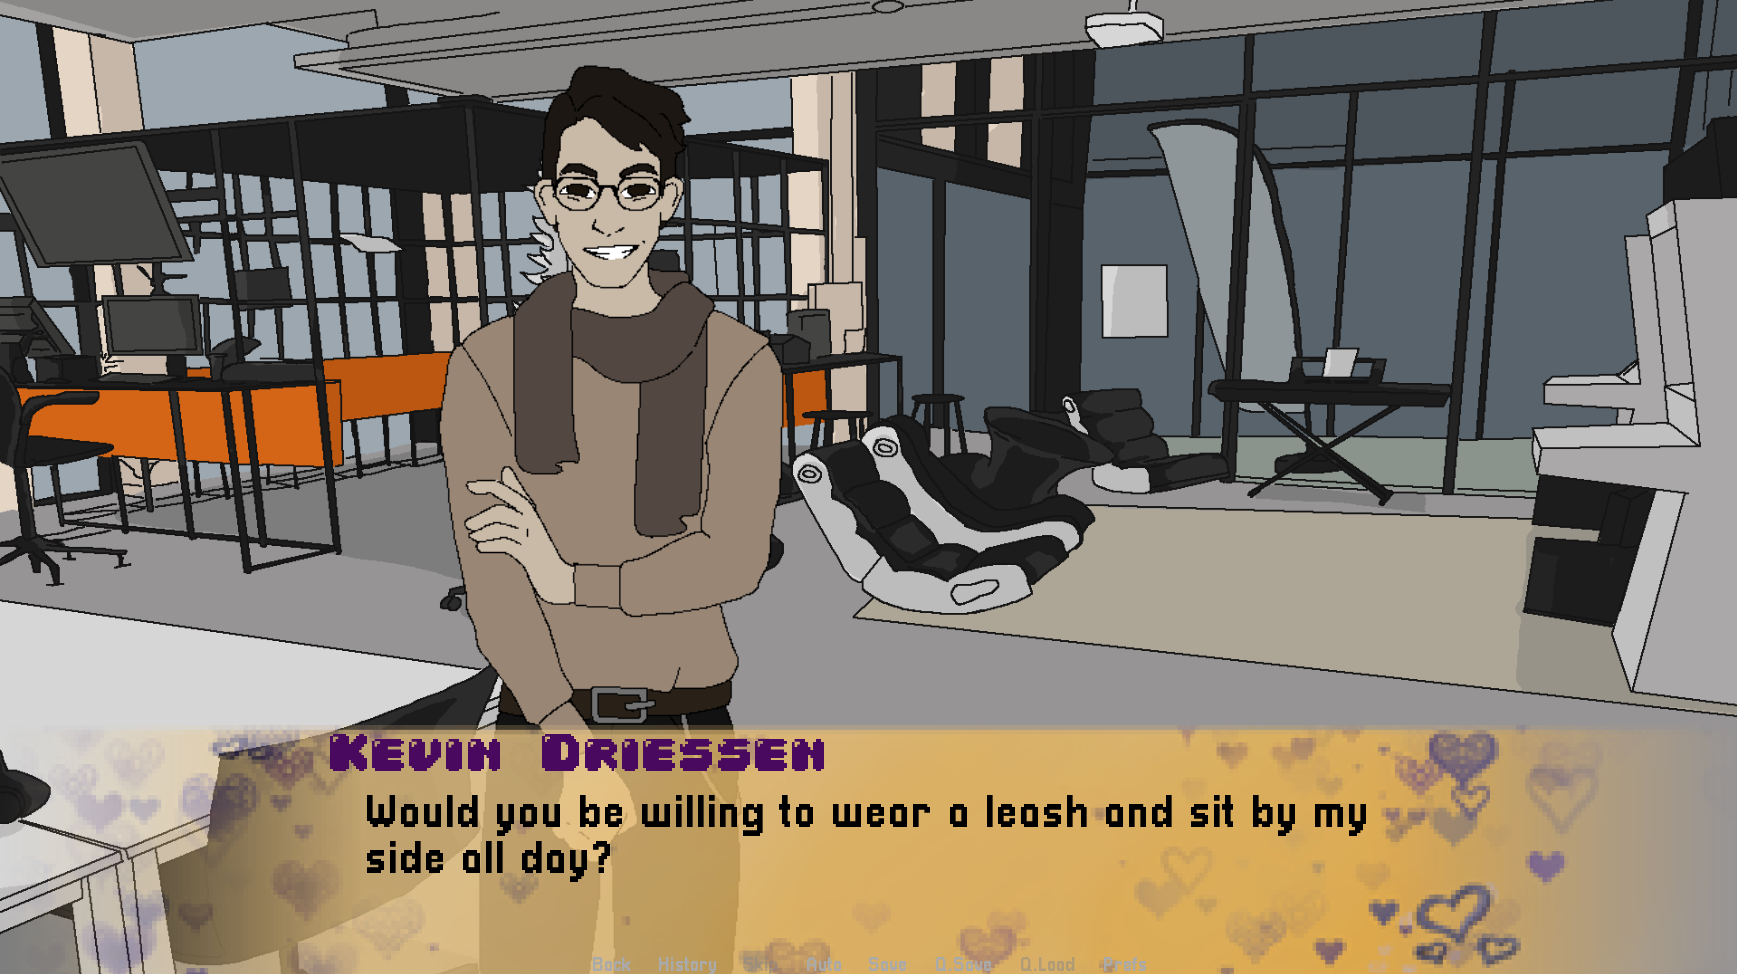 Kevin Driessen
Would you be willing to wear a leash and sit by my
side all day?
Back History Skip Auto Save Q.Save Q.Load Prefs